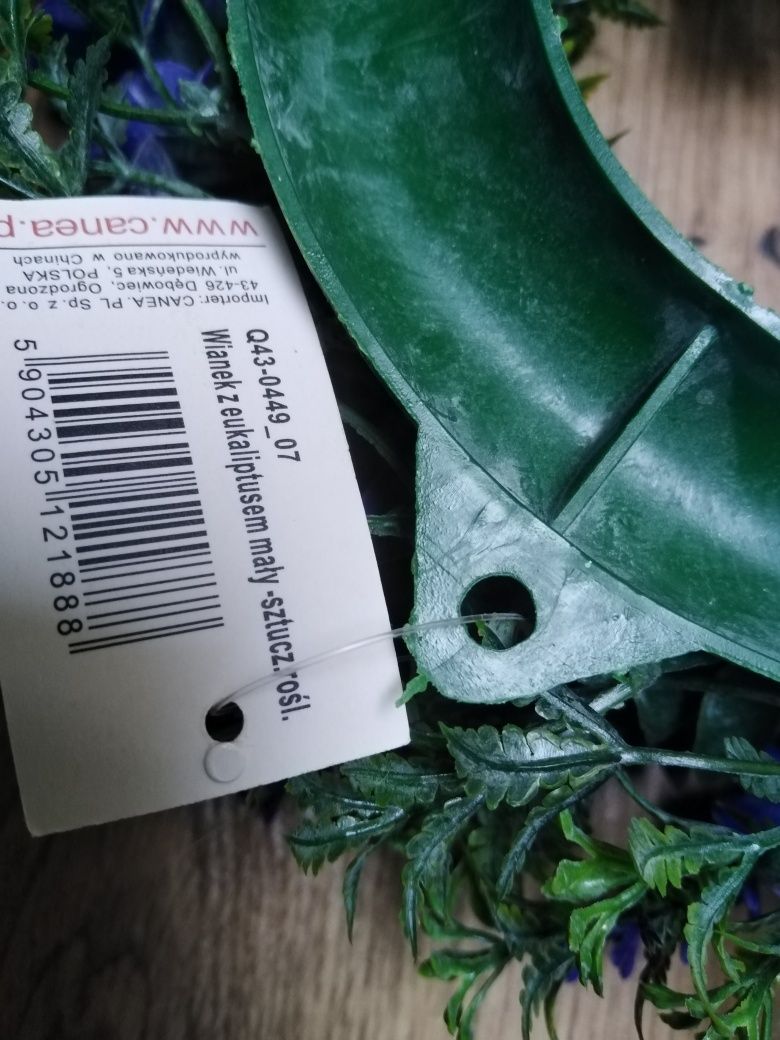 Q43-0449_07
Wianek z eukaliptusem mały -sztucz.rośl.
5 904305 121888
Importer: CANEA. PL Sp. z o. o.
43-426 Dębowiec, Ogrodzona
ul. Wiedeńska 5, POLSKA
wyprodukowano w Chinach
www.canea.p